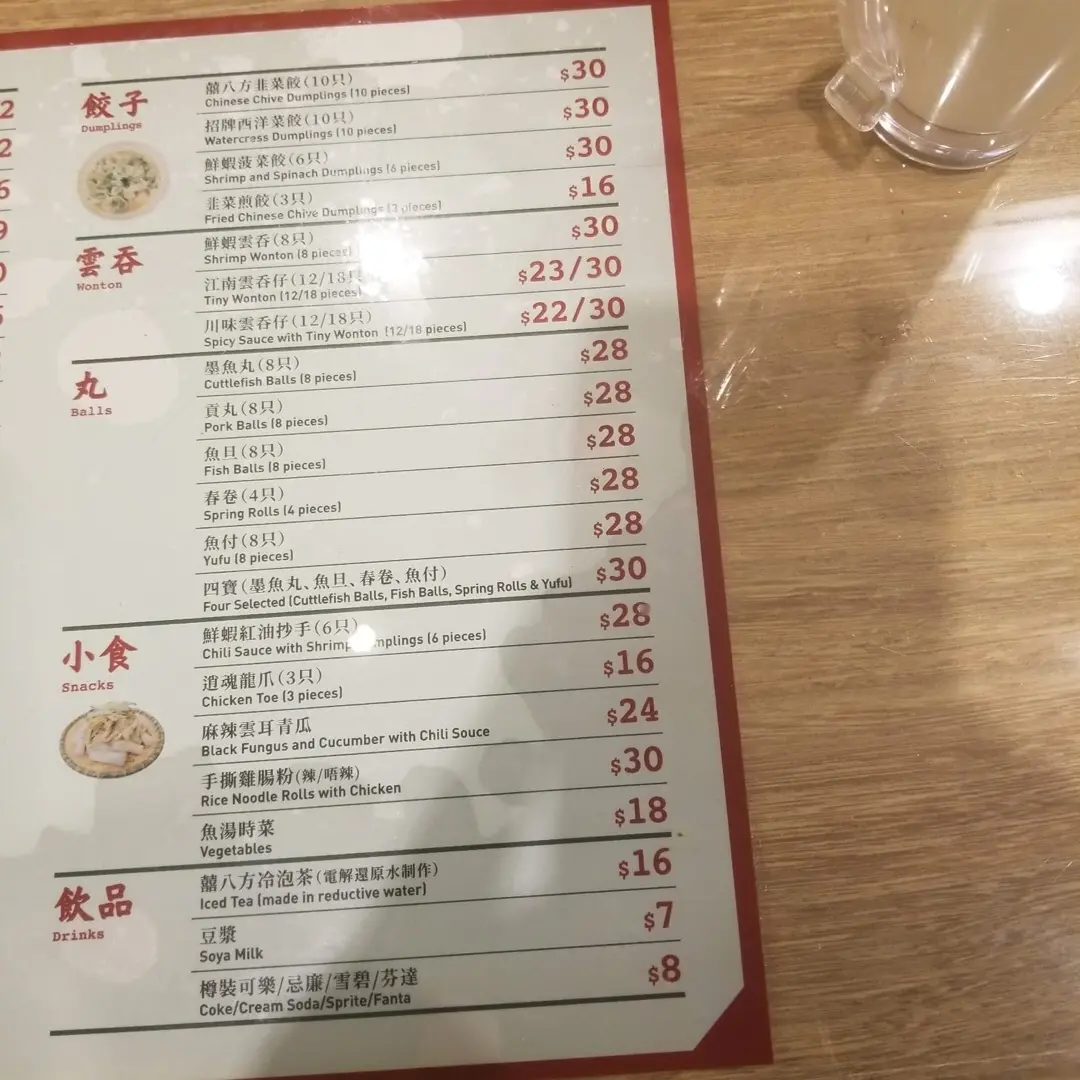 2
2
6
9
餃子
Dumplings
囍八方韭菜餃(10只)
Chinese Chive Dumplings (10 pieces)
$30
招牌西洋菜餃(10只)
Watercress Dumplings (10 pieces)
$30
鮮蝦菠菜餃(6只)
Shrimp and Spinach Dumplings (6 pieces)
$30
韭菜煎餃(3只)
Fried Chinese Chive Dumplings (3 pieces)
$16
雲吞
Wonton
鮮蝦雲吞(8只)
Shrimp Wonton (8 pieces)
$30
江南雲吞仔(12/18只
Tiny Wonton (12/18 pieces)
$23/30
川味雲吞仔(12/18只)
Spicy Sauce with Tiny Wonton (12/18 pieces)
$22/30
丸
Balls
墨魚丸(8只)
Cuttlefish Balls (8 pieces)
$28
貢丸(8只)
Pork Balls (8 pieces)
$28
魚旦(8只)
Fish Balls (8 pieces)
$28
春卷(4只)
Spring Rolls (4 pieces)
$28
魚付(8只)
Yufu (8 pieces)
$28
四寶(墨魚丸、魚旦、春卷、魚付)
Four Selected (Cuttlefish Balls, Fish Balls, Spring Rolls & Yufu)
$30
小食
Snacks
鮮蝦紅油抄手(6只)
Chili Sauce with Shrimp mplings (6 pieces)
$28
逍魂龍爪(3只)
Chicken Toe (3 pieces)
$16
麻辣雲耳青瓜
Black Fungus and Cucumber with Chili Souce
$24
手撕雞腸粉(辣/唔辣)
Rice Noodle Rolls with Chicken
$30
魚湯時菜
Vegetables
$18
飲品
Drinks
囍八方冷泡茶(電解還原水制作)
Iced Tea (made in reductive water)
$16
豆漿
Soya Milk
$7
樽裝可樂/忌廉/雪碧/芬達
Coke/Cream Soda/Sprite/Fanta
$8